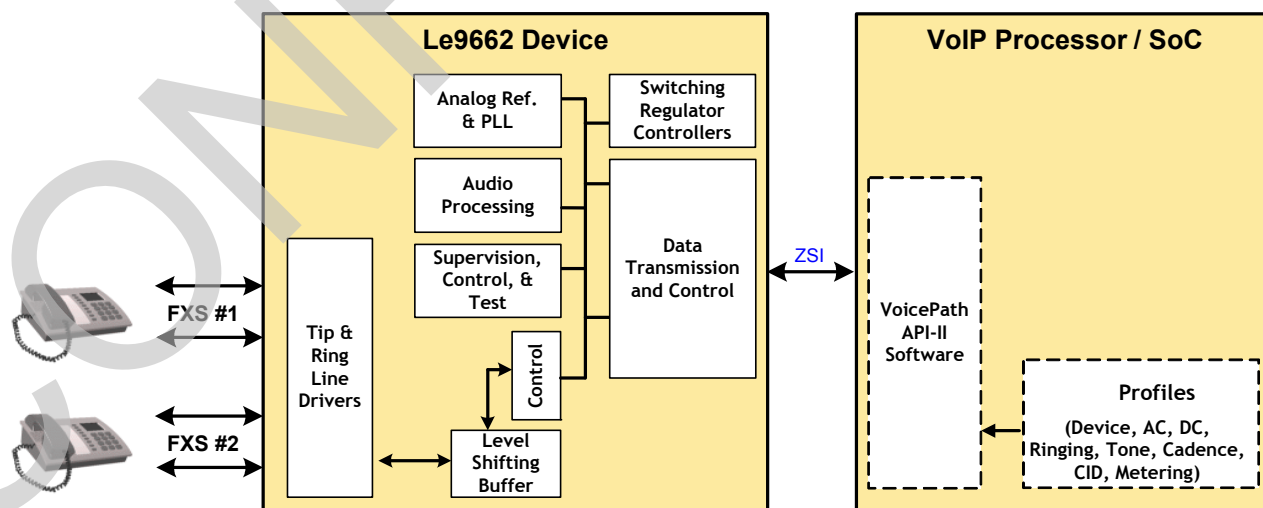 Le9662 Device
Analog Ref.
& PLL
Switching
Regulator
Controllers
Audio
Processing
Supervision,
Control, &
Test
Data
Transmission
and Control
Tip &
Ring
Line
Drivers
Control
Level
Shifting
Buffer
FXS #1
FXS #2
ZSI
VoIP Processor / SoC
VoicePath
API-II
Software
Profiles
(Device, AC, DC,
Ringing, Tone, Cadence,
CID, Metering)